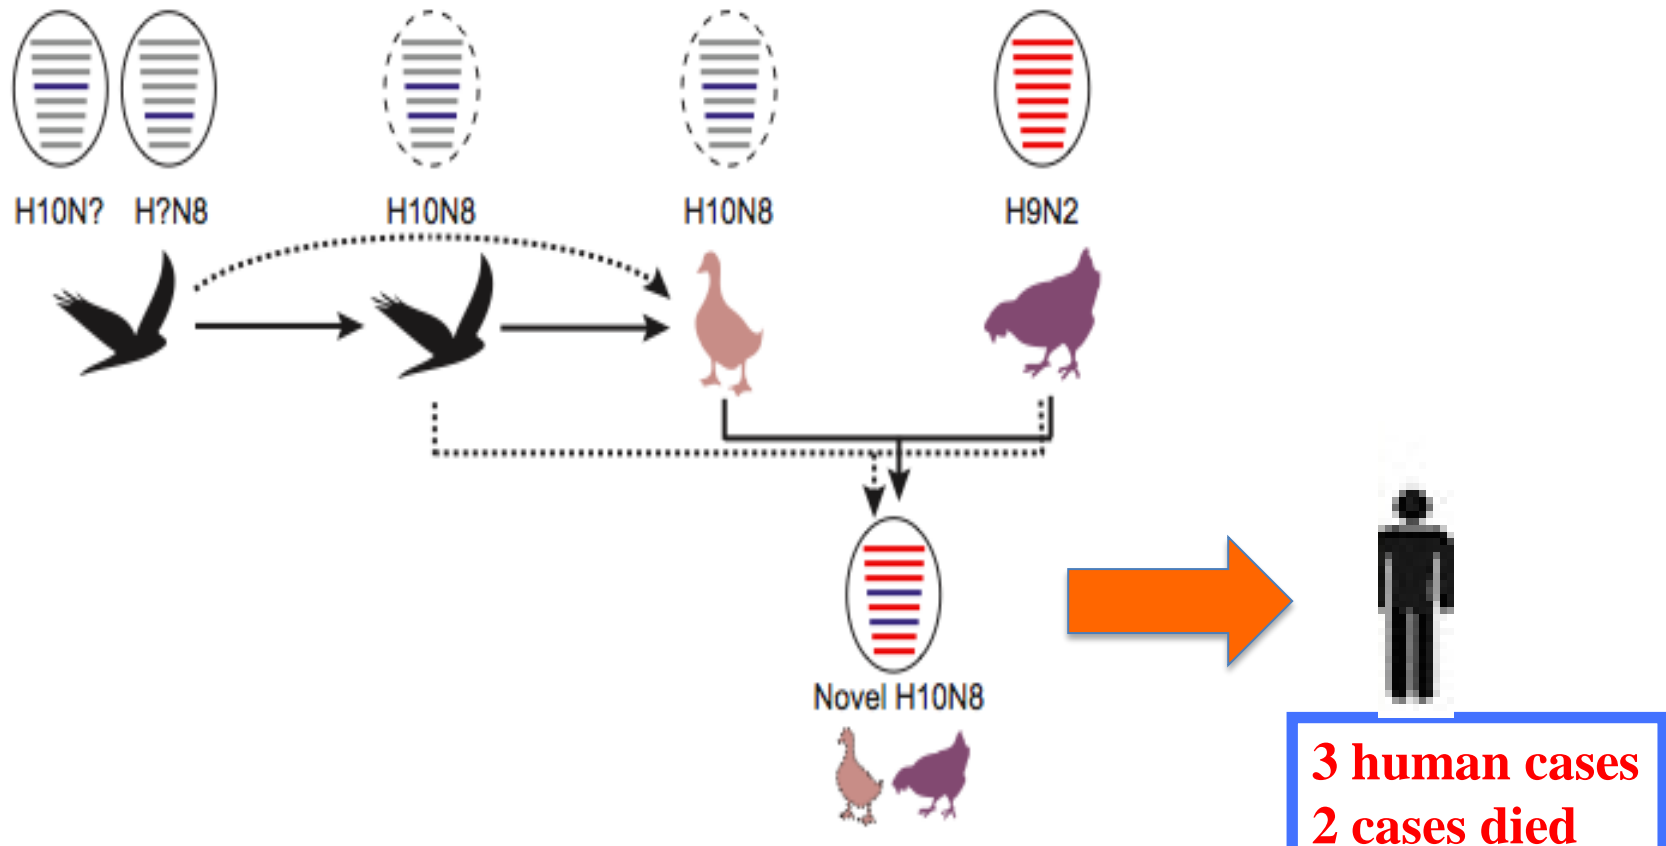 H10N? H?N8 H10N8 H10N8 H9N2
Novel H10N8
3 human cases
2 cases died